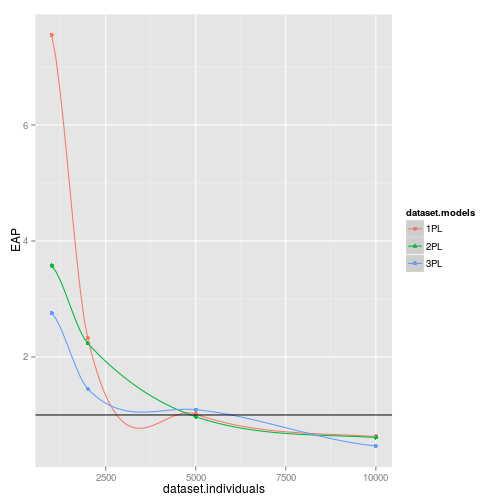 EAP
6
4
2
2500
5000
7500
10000
dataset.individuals
dataset.models
1PL
2PL
3PL